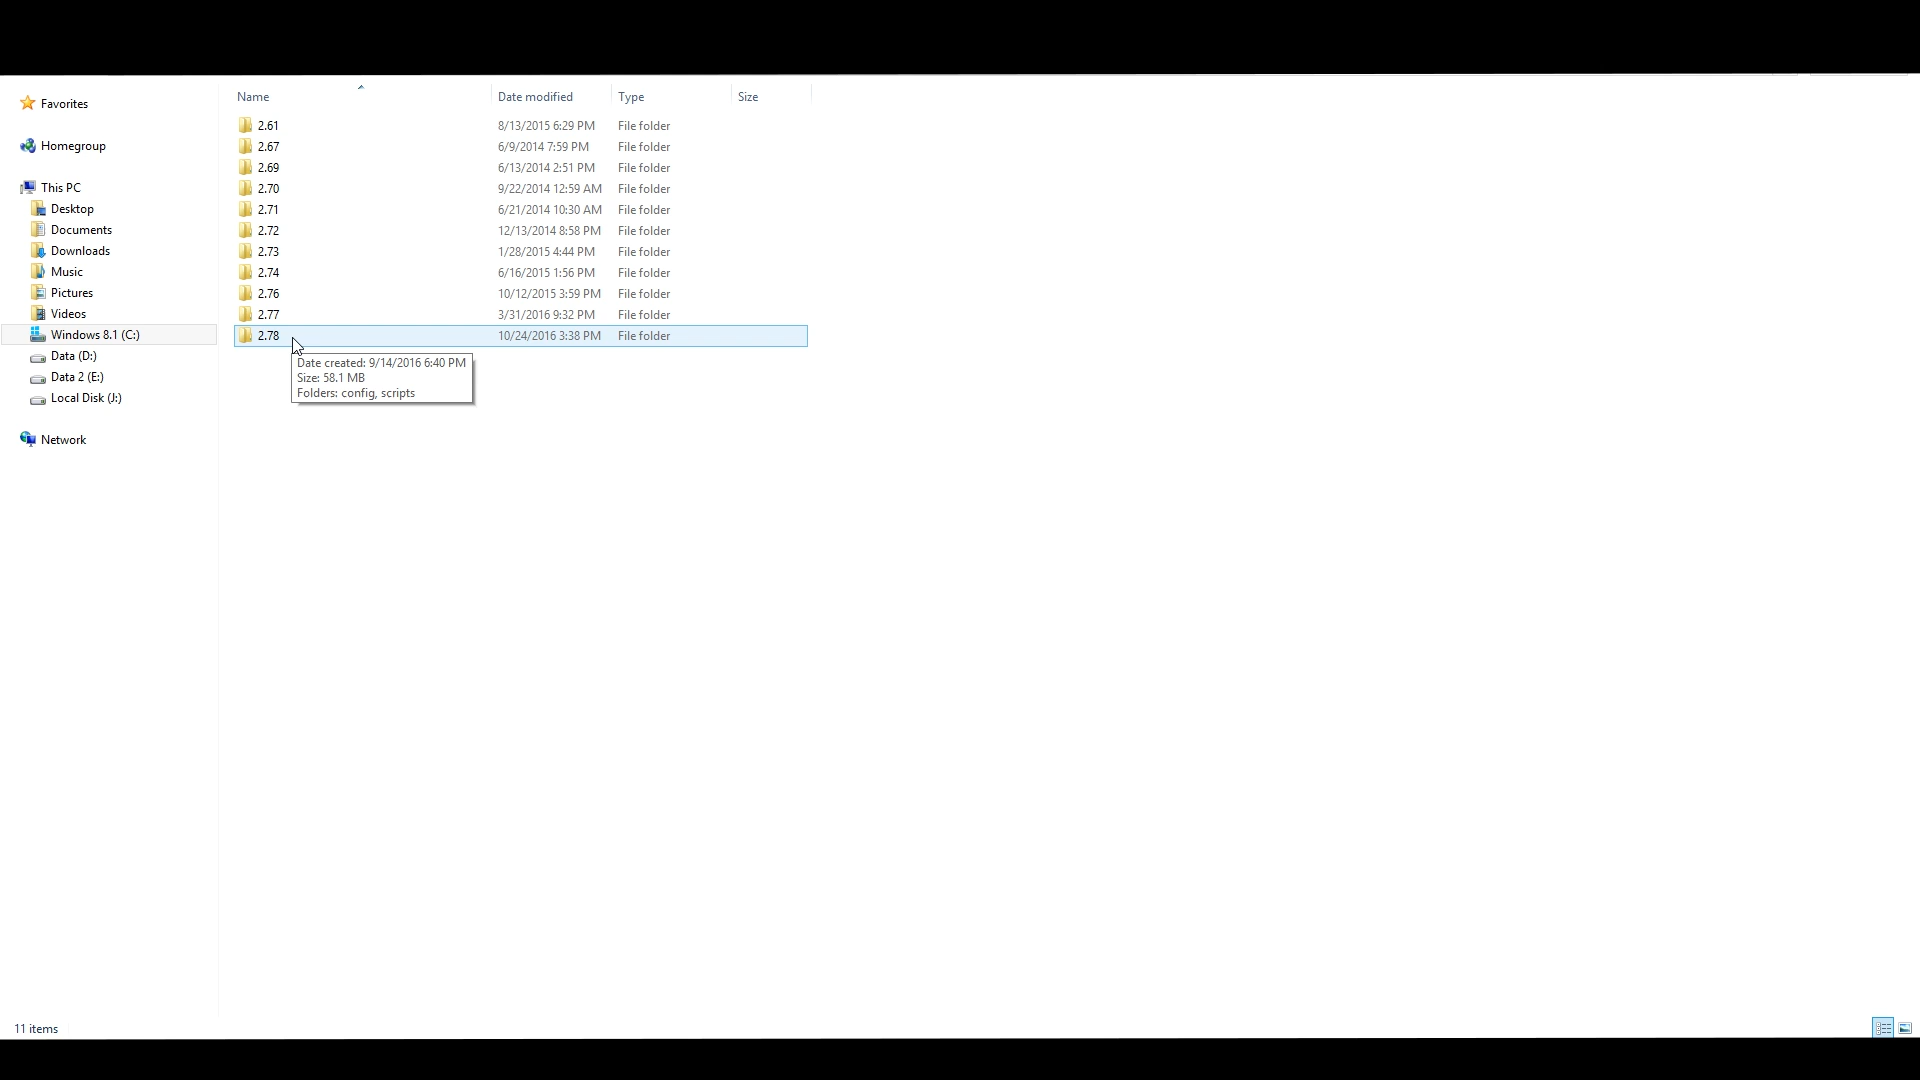 Name Date modified Type Size
Favorites
2.61 8/13/2015 6:29 PM File folder
Homegroup
2.67 6/9/2014 7:59 PM File folder
2.69 6/13/2014 2:51 PM File folder
This PC
2.70 9/22/2014 12:59 AM File folder
Desktop
2.71 6/21/2014 10:30 AM File folder
Documents
2.72 12/13/2014 8:58 PM File folder
Downloads
2.73 1/28/2015 4:44 PM File folder
Music
2.74 6/16/2015 1:56 PM File folder
Pictures
2.76 10/12/2015 3:59 PM File folder
Videos
2.77 3/31/2016 9:32 PM File folder
Windows 8.1 (C:)
2.78 10/24/2016 3:38 PM File folder
Data (D:)
Date created: 9/14/2016 6:40 PM
Data 2 (E:)
Size: 58.1 MB
Folders: config, scripts
Local Disk (J:)
Network
11 items